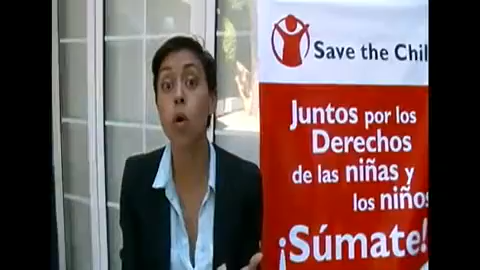 Save the Chil
Juntos por los
Derechos
de las niñas y
los niños
¡Súmate!